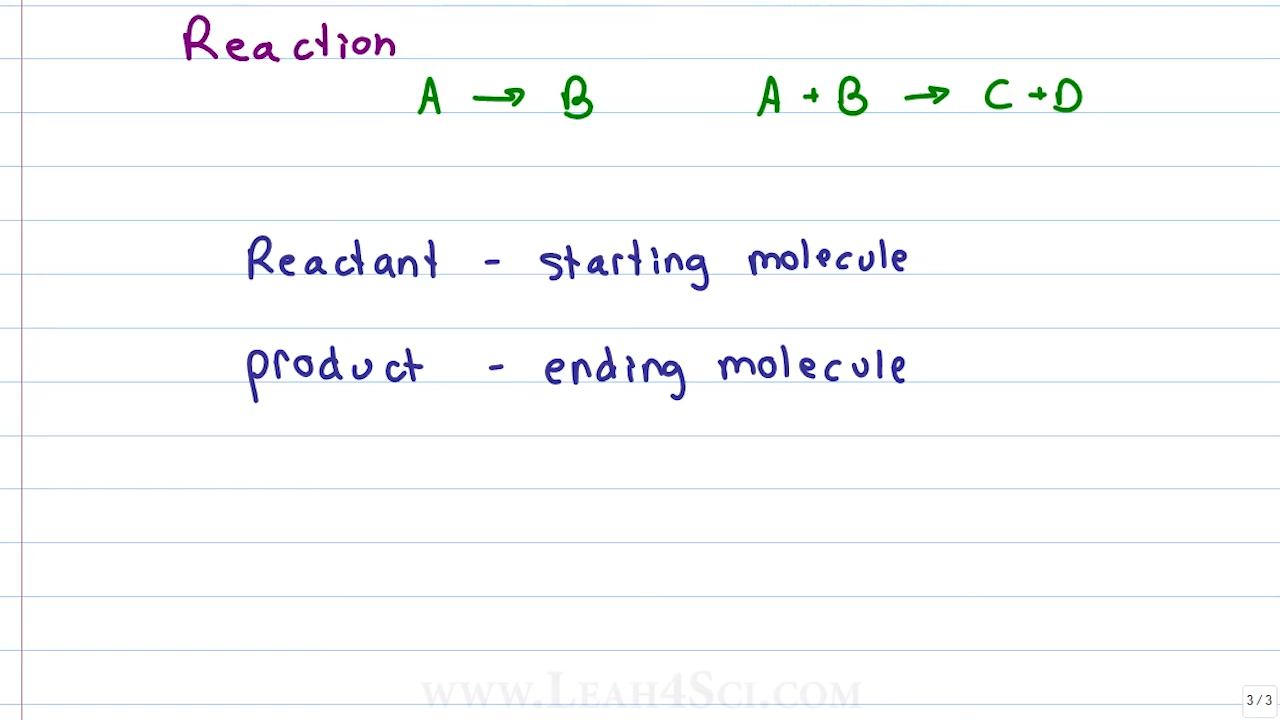 Reaction
A → B A + B → C + D
Reactant - starting molecule
product - ending molecule
www.Leah4Sci.com
3 / 3